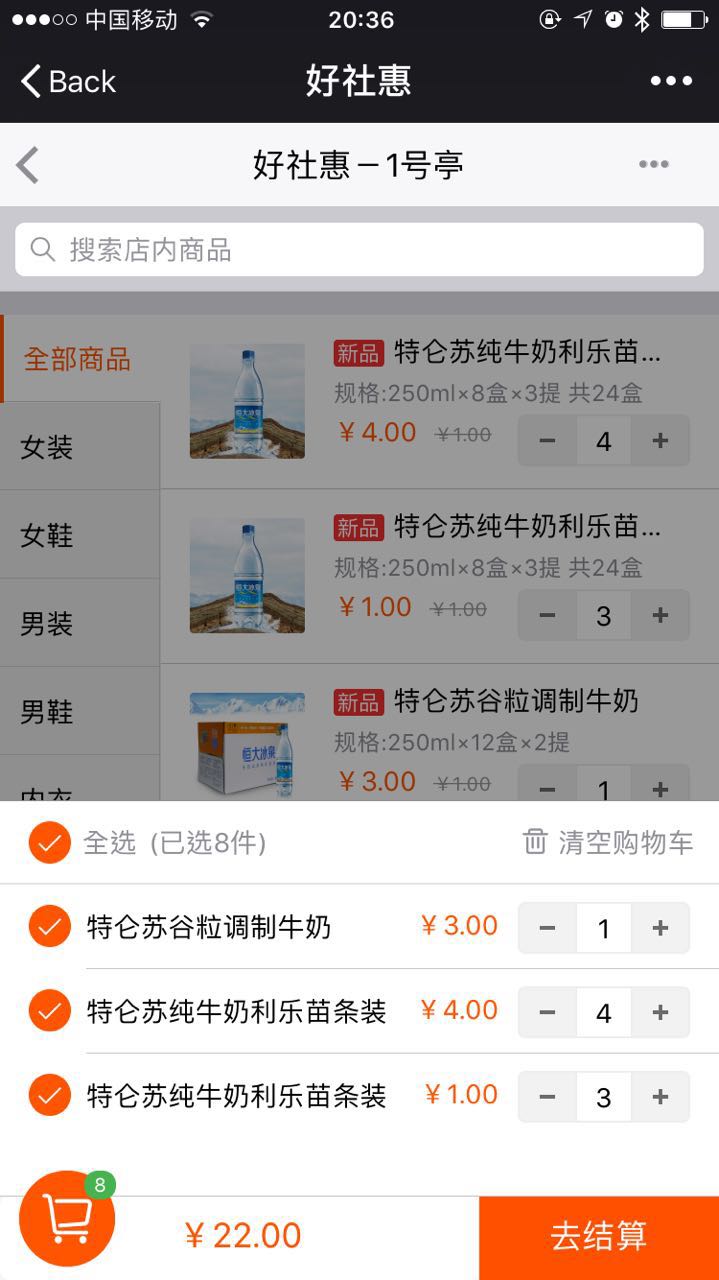 中国移动 20:36
Back 好社惠
好社惠－1号亭
搜索店内商品
全部商品
女装
女鞋
男装
男鞋
内衣
新品 特仑苏纯牛奶利乐苗...
规格:250ml×8盒×3提 共24盒
￥4.00 ￥1.00 － 4 ＋
新品 特仑苏纯牛奶利乐苗...
规格:250ml×8盒×3提 共24盒
￥1.00 ￥1.00 － 3 ＋
恒大冰泉
新品 特仑苏谷粒调制牛奶
规格:250ml×12盒×2提
￥3.00 ￥1.00 － 1 ＋
全选 (已选8件) 清空购物车
特仑苏谷粒调制牛奶 ￥3.00 － 1 ＋
特仑苏纯牛奶利乐苗条装 ￥4.00 － 4 ＋
特仑苏纯牛奶利乐苗条装 ￥1.00 － 3 ＋
8
￥22.00 去结算